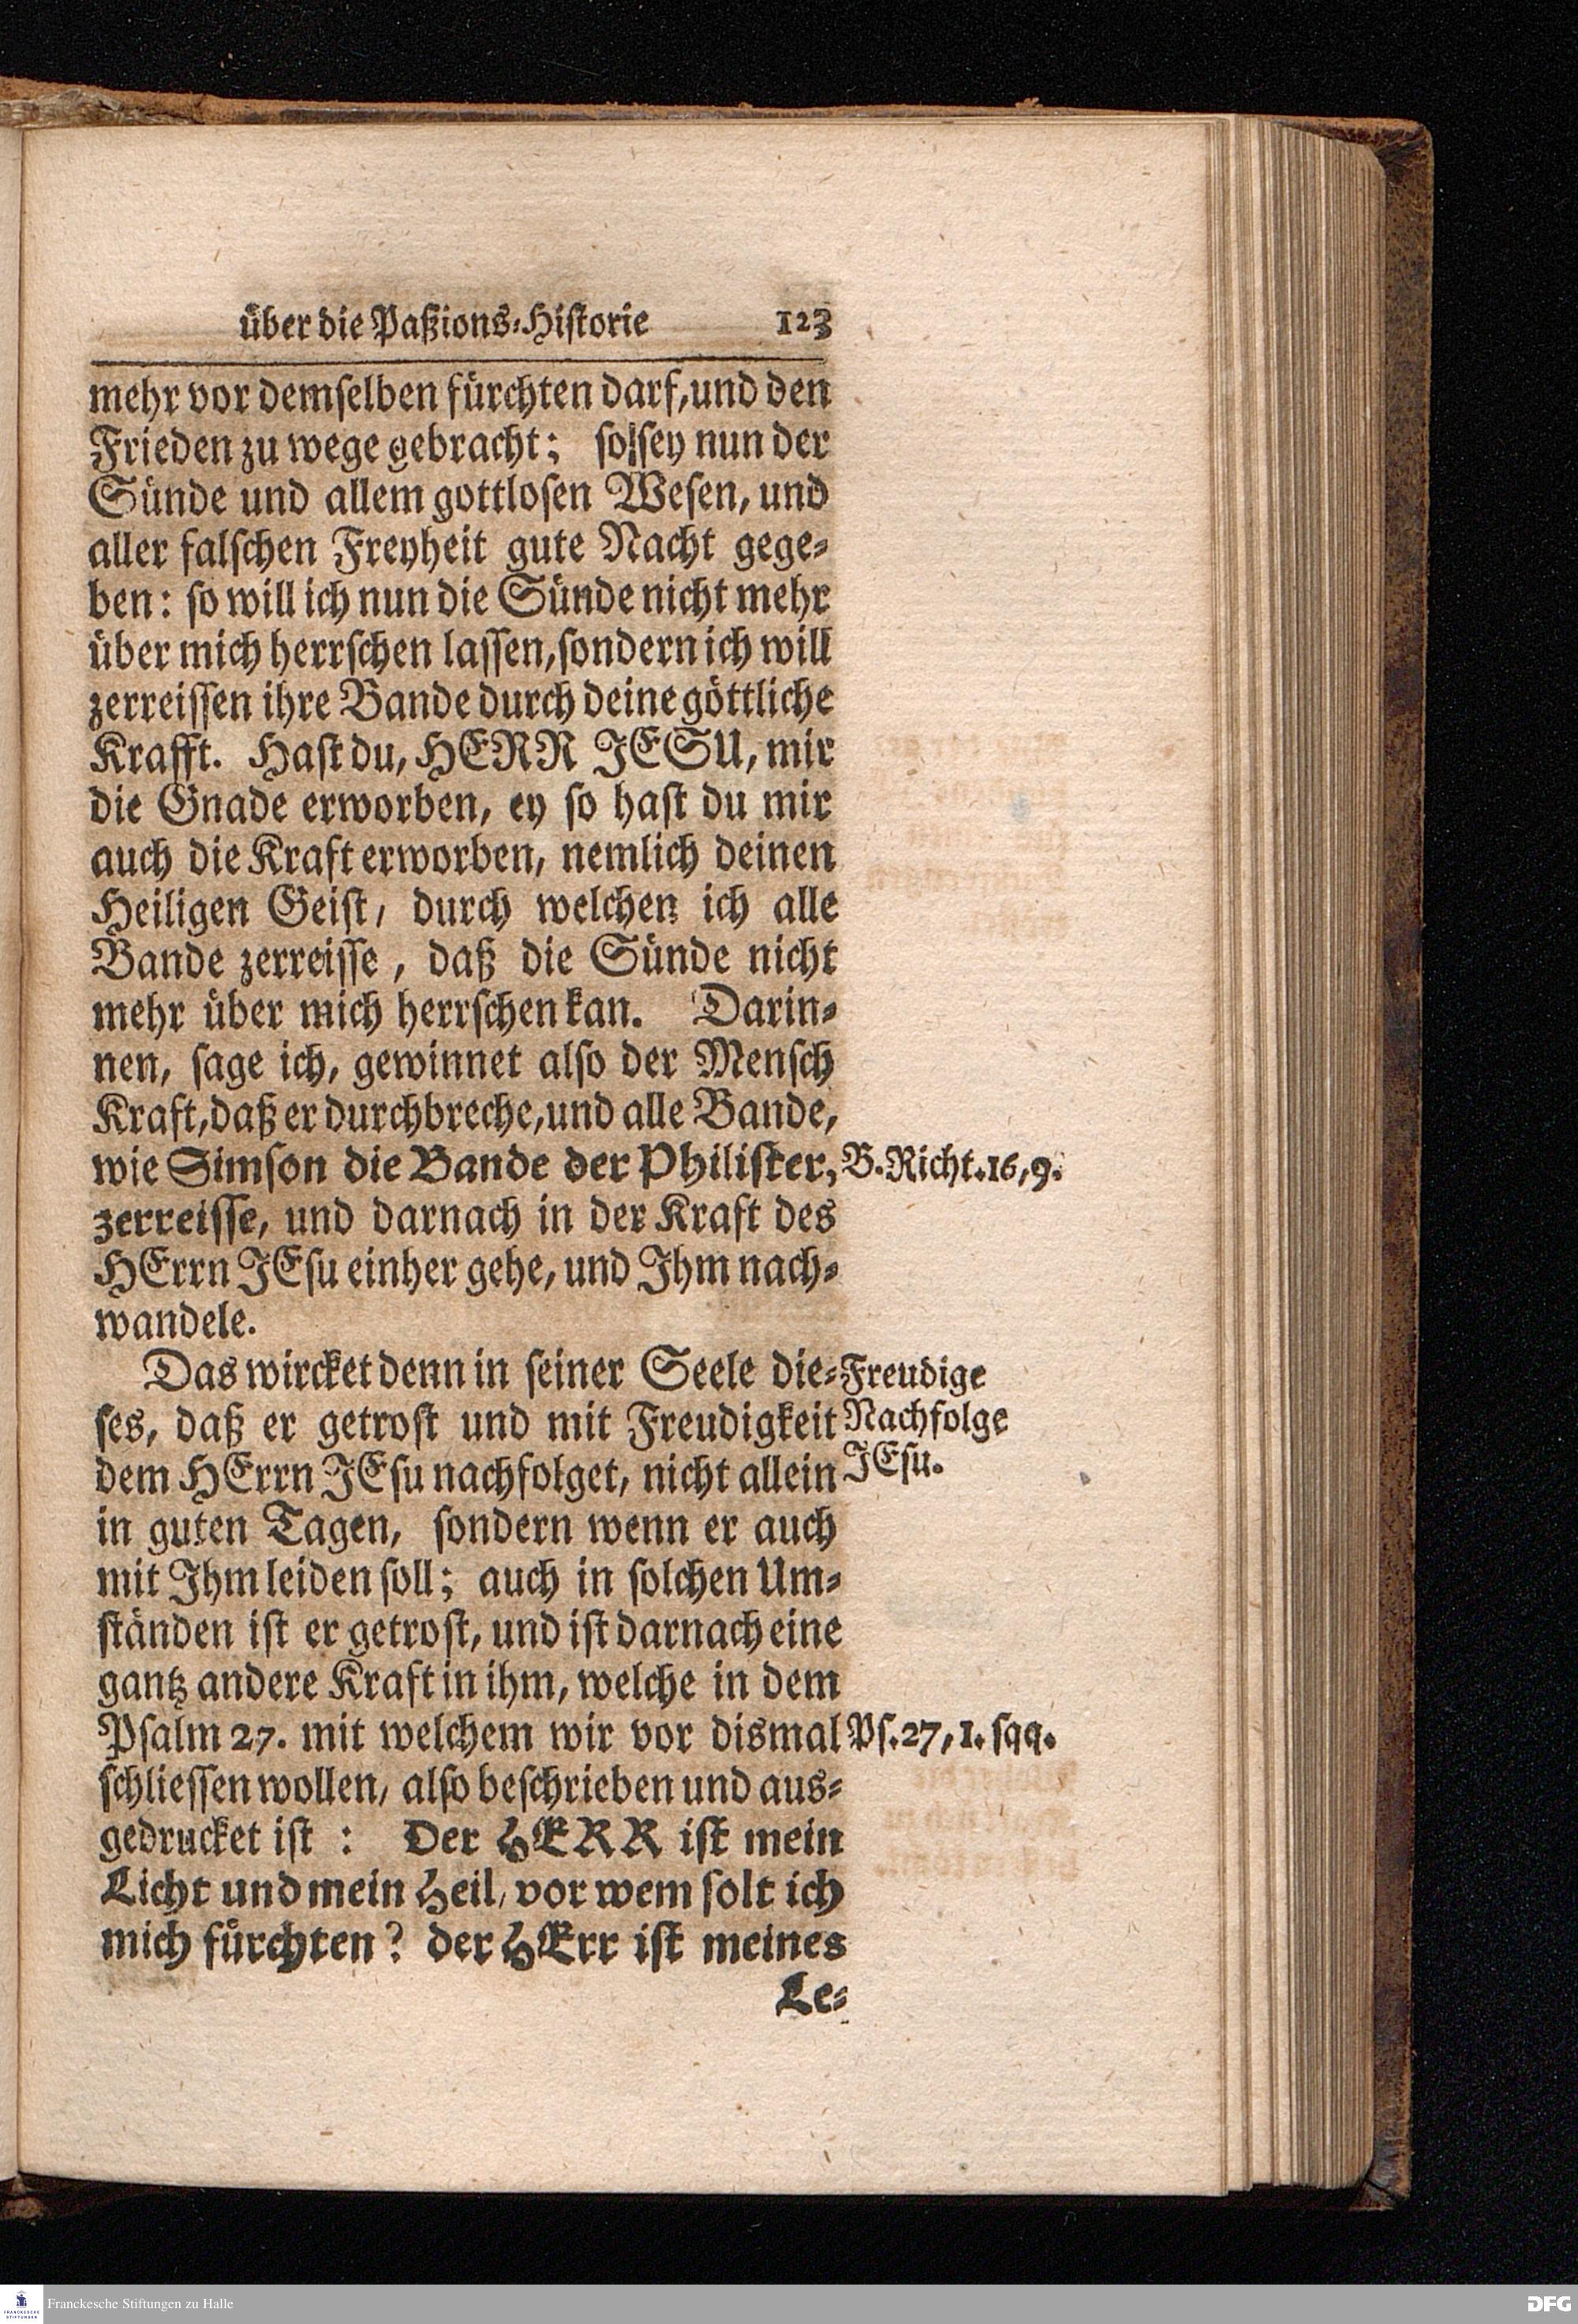 über die Paßions-Historie 123
mehr vor demselben fürchten darf, und den
Frieden zu wege gebracht; so sey nun der
Sünde und allem gottlosen Wesen, und
aller falschen Freyheit gute Nacht gege-
ben: so will ich nun die Sünde nicht mehr
über mich herrschen lassen, sondern ich will
zerreissen ihre Bande durch deine göttliche
Krafft. Hast du, HERR JESU, mir
die Gnade erworben, ey so hast du mir
auch die Kraft erworben, nemlich deinen
Heiligen Geist, durch welchen ich alle
Bande zerreisse, daß die Sünde nicht
mehr über mich herrschen kan. Darin-
nen, sage ich, gewinnet also der Mensch
Kraft, daß er durchbreche, und alle Bande,
wie Simson die Bande der Philister,
B. Richt. 16, 9.
zerreisse, und darnach in der Kraft des
HErrn JEsu einher gehe, und Ihm nach-
wandele.
Das wircket denn in seiner Seele die-
ses, daß er getrost und mit Freudigkeit
dem HErrn JEsu nachfolget, nicht allein
Freudige
Nachfolge
JEsu.
in guten Tagen, sondern wenn er auch
mit Ihm leiden soll; auch in solchen Um-
ständen ist er getrost, und ist darnach eine
gantz andere Kraft in ihm, welche in dem
Psalm 27. mit welchem wir vor dismal
Ps. 27, 1. sqq.
schliessen wollen, also beschrieben und aus-
gedrucket ist: Der HERR ist mein
Licht und mein Heil, vor wem solt ich
mich fürchten? der HErr ist meines
Le-
FRANCKESCHE
STIFTUNGEN
Franckesche Stiftungen zu Halle
DFG